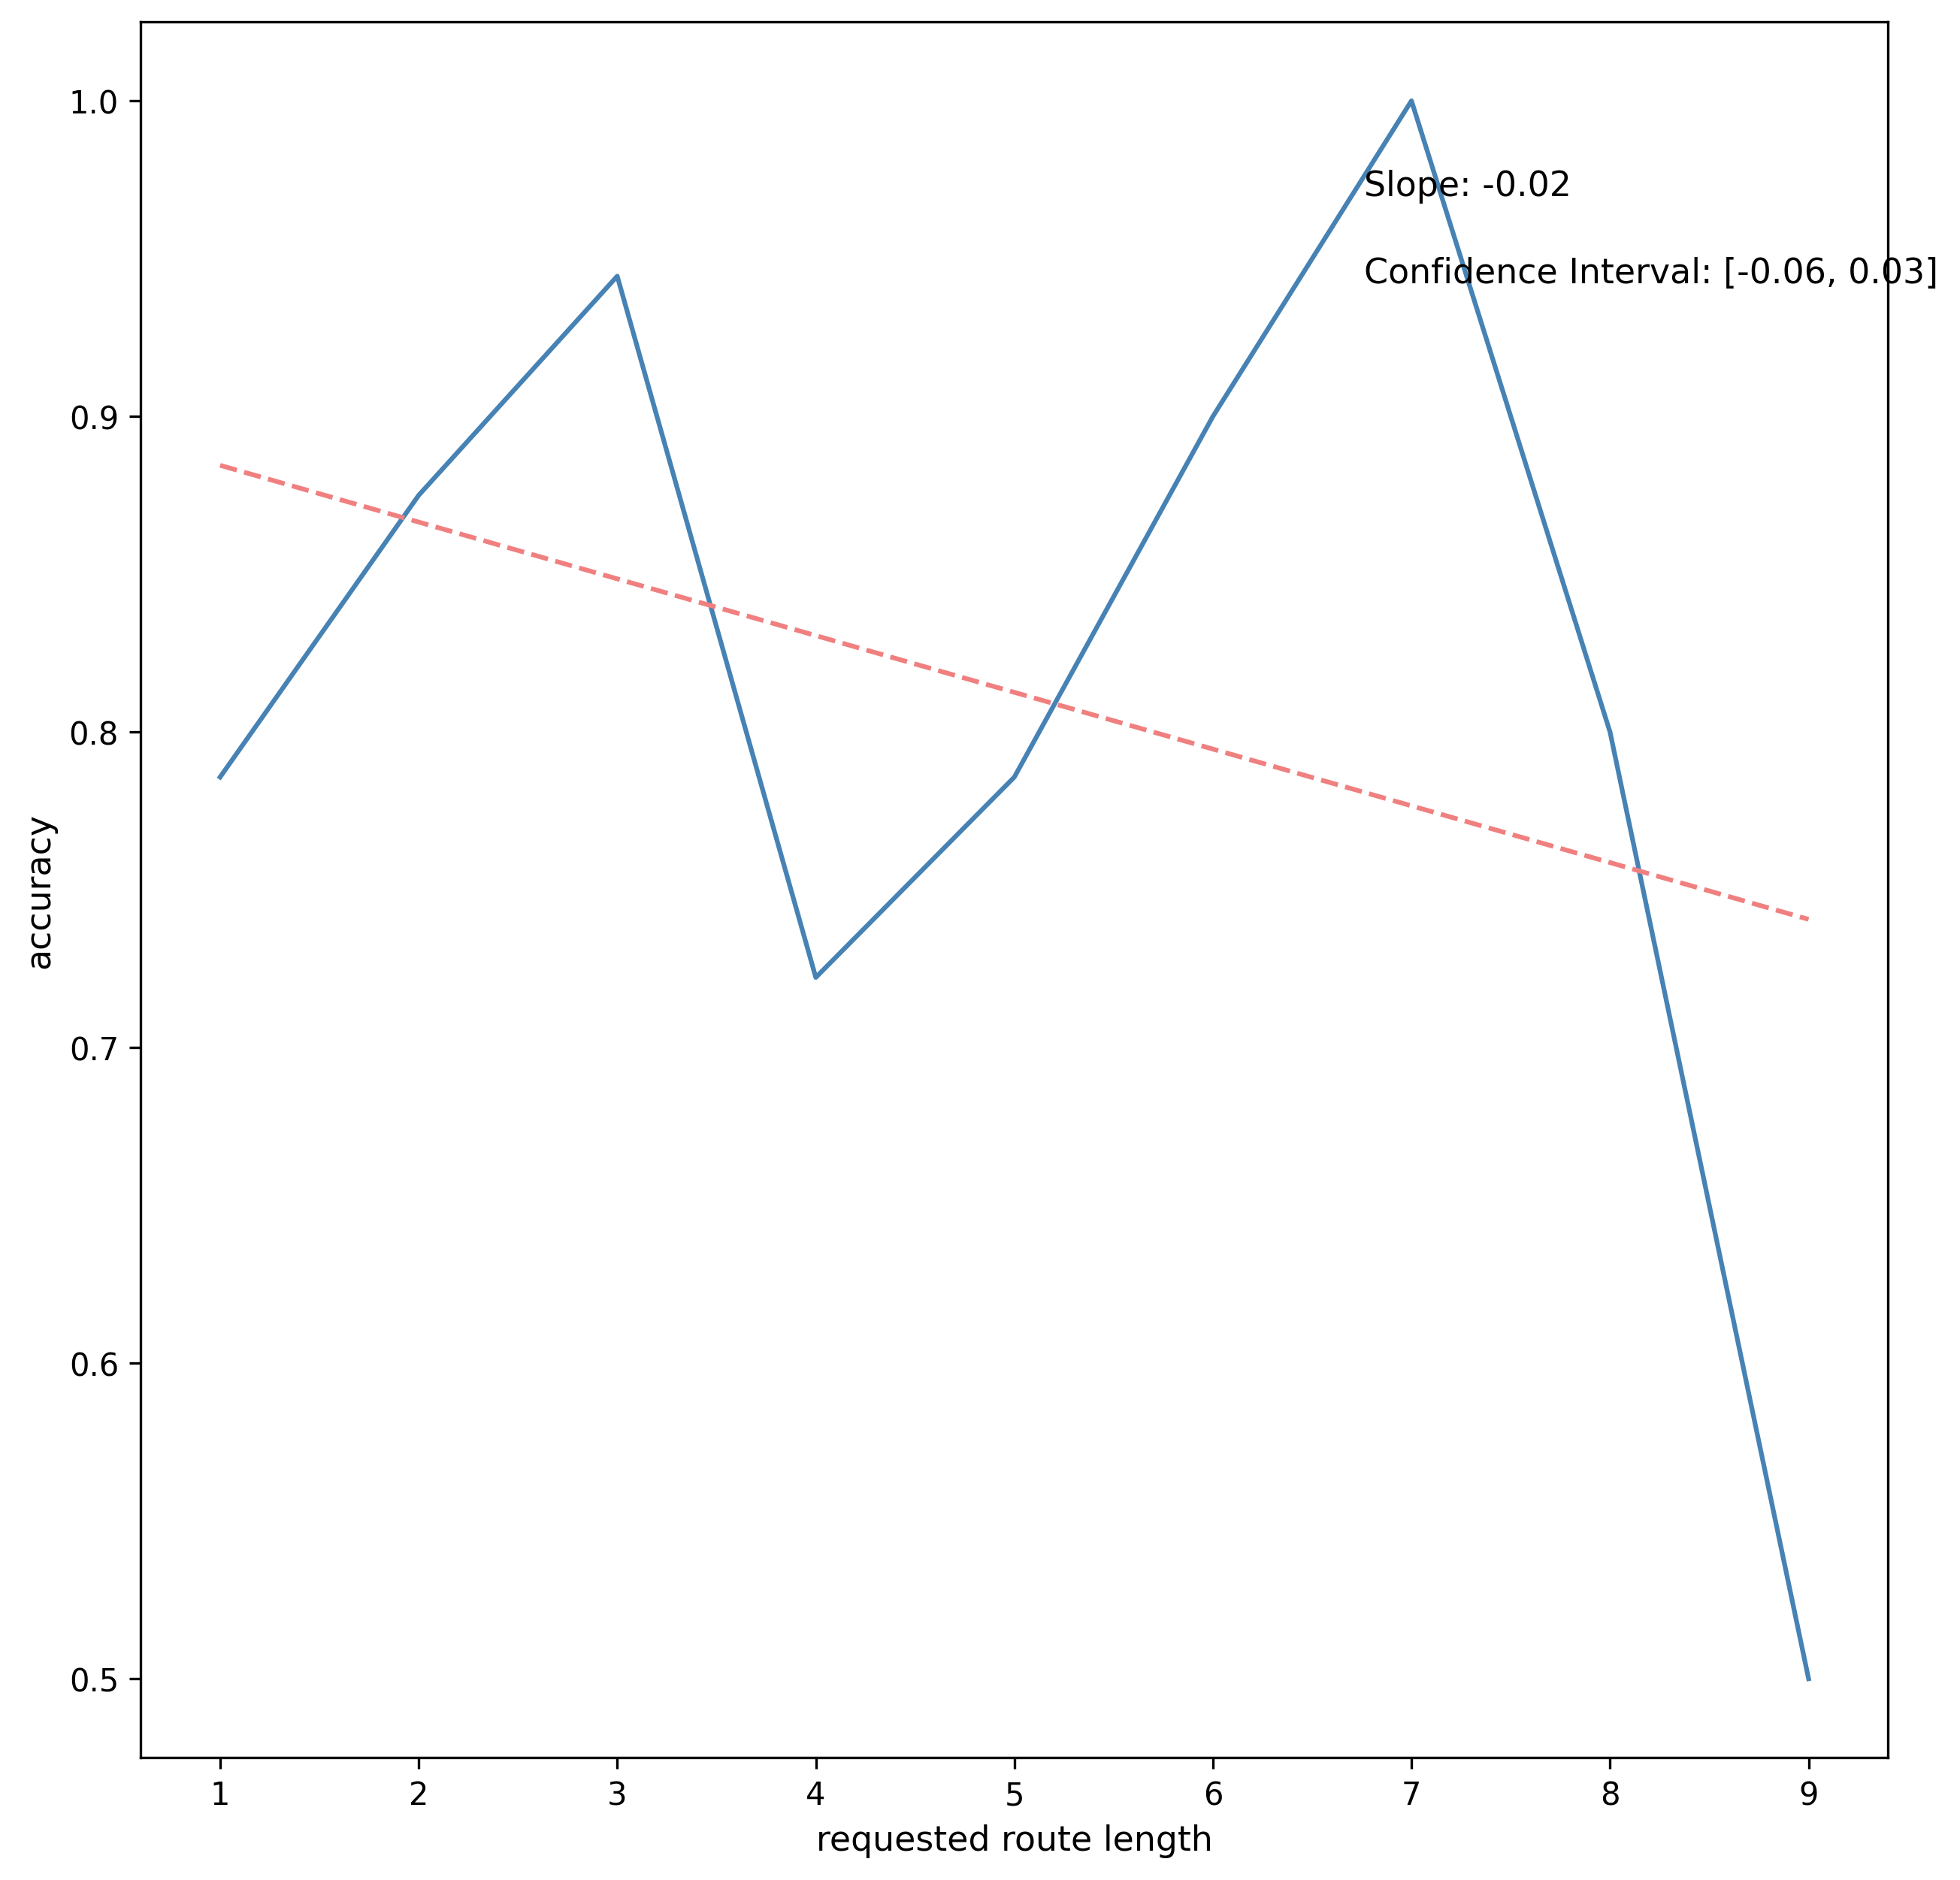 1.0
0.9
0.8
0.7
0.6
0.5
accuracy
Slope: -0.02
Confidence Interval: [-0.06, 0.03]
1 2 3 4 5 6 7 8 9
requested route length